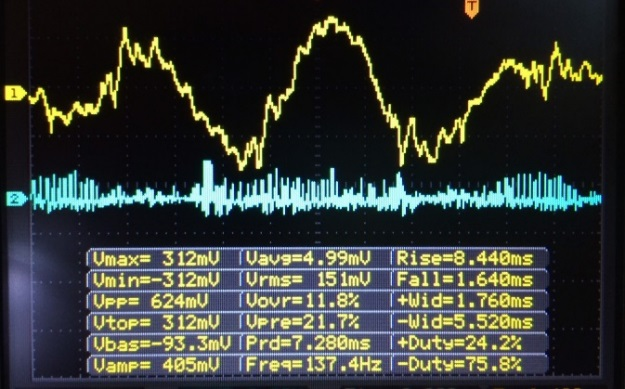 T
1
2
Vmax= 312mV Vavg=4.99mV Rise=8.440ms
Vmin=-312mV Vrms= 151mV Fall=1.640ms
Vpp= 624mV Vovr=11.8% +Wid=1.760ms
Vtop= 312mV Vpre=21.7% -Wid=5.520ms
Vbas=-93.3mV Prd=7.280ms +Duty=24.2%
Vamp= 405mV Freq=137.4Hz -Duty=75.8%